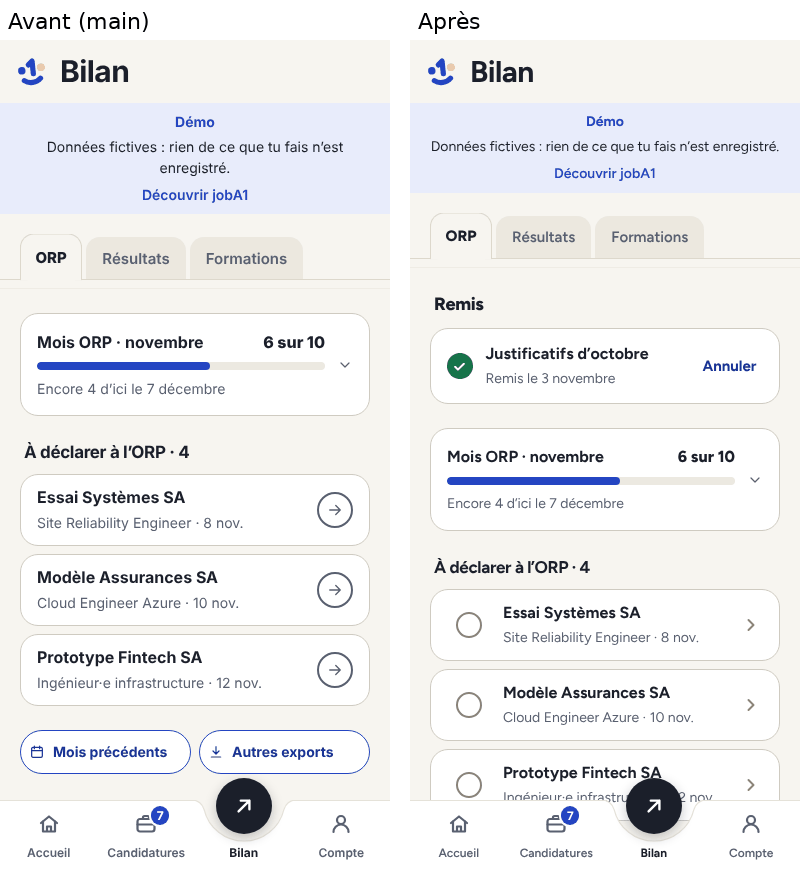 Avant (main)
Bilan
Démo
Données fictives : rien de ce que tu fais n'est
enregistré.
Découvrir jobA1
ORP
Résultats
Formations
Mois ORP · novembre
6 sur 10
Encore 4 d'ici le 7 décembre
À déclarer à l'ORP · 4
Essai Systèmes SA
Site Reliability Engineer · 8 nov.
Modèle Assurances SA
Cloud Engineer Azure · 10 nov.
Prototype Fintech SA
Ingénieur·e infrastructure · 12 nov.
Mois précédents
Autres exports
Accueil
7
Candidatures
Bilan
Compte
Après
Bilan
Démo
Données fictives : rien de ce que tu fais n'est enregistré.
Découvrir jobA1
ORP
Résultats
Formations
Remis
Justificatifs d'octobre
Remis le 3 novembre
Annuler
Mois ORP · novembre
6 sur 10
Encore 4 d'ici le 7 décembre
À déclarer à l'ORP · 4
Essai Systèmes SA
Site Reliability Engineer · 8 nov.
Modèle Assurances SA
Cloud Engineer Azure · 10 nov.
Prototype Fintech SA
Ingénieur·e 2 nov.
Accueil
7
Candidatures
Bilan
Compte